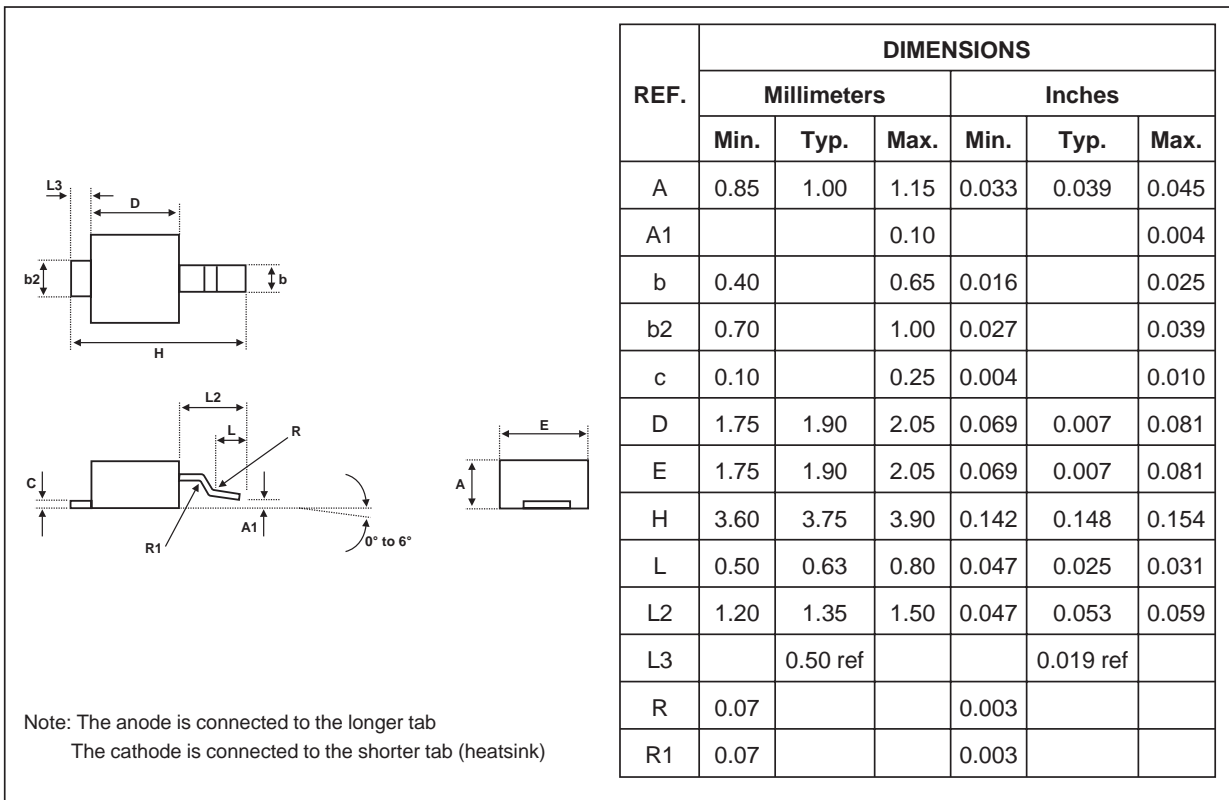 L3
D
b2
b
H
L2
L
R
C
A1
R1
0° to 6°
E
A
Note: The anode is connected to the longer tab
The cathode is connected to the shorter tab (heatsink)
REF. DIMENSIONS
Millimeters Inches
Min. Typ. Max. Min. Typ. Max.
A 0.85 1.00 1.15 0.033 0.039 0.045
A1 0.10 0.004
b 0.40 0.65 0.016 0.025
b2 0.70 1.00 0.027 0.039
c 0.10 0.25 0.004 0.010
D 1.75 1.90 2.05 0.069 0.007 0.081
E 1.75 1.90 2.05 0.069 0.007 0.081
H 3.60 3.75 3.90 0.142 0.148 0.154
L 0.50 0.63 0.80 0.047 0.025 0.031
L2 1.20 1.35 1.50 0.047 0.053 0.059
L3 0.50 ref 0.019 ref
R 0.07 0.003
R1 0.07 0.003